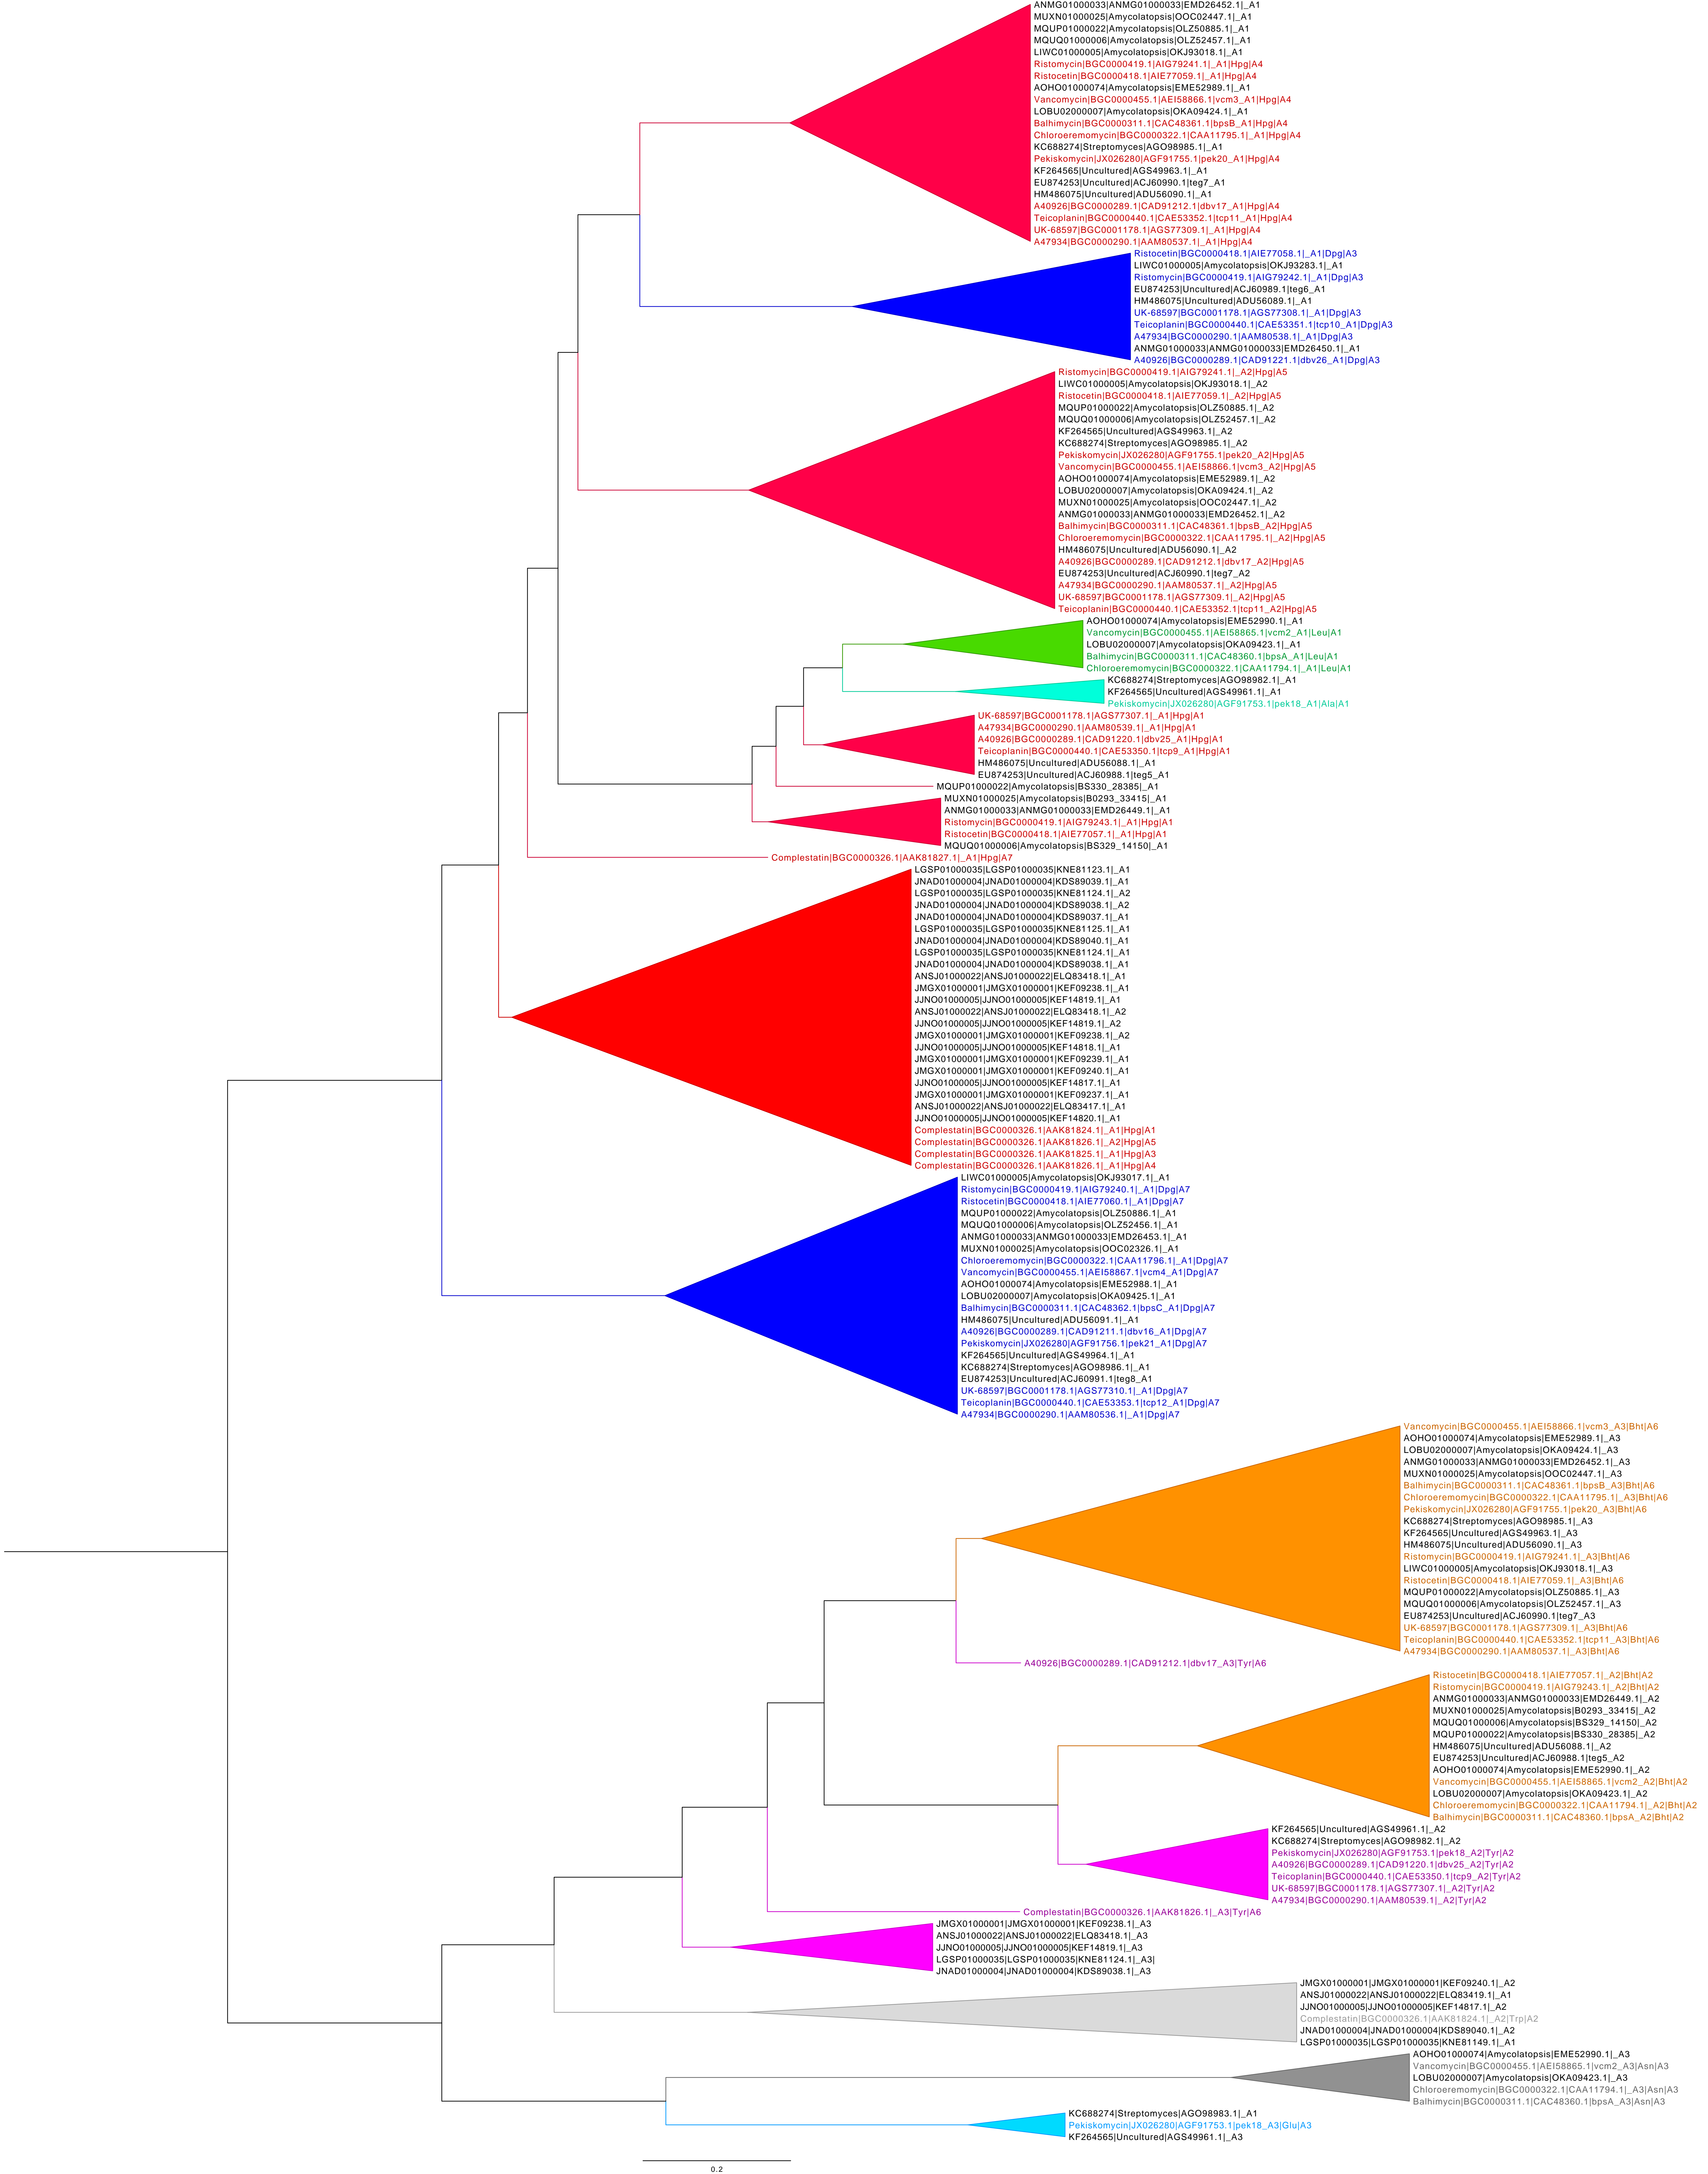 ANMG01000033|ANMG01000033|EMD26452.1|_A1
MUXN01000025|Amycolatopsis|OOC02447.1|_A1
MQUP01000022|Amycolatopsis|OLZ50885.1|_A1
MQUQ01000006|Amycolatopsis|OLZ52457.1|_A1
LIWC01000005|Amycolatopsis|OKJ93018.1|_A1
Ristomycin|BGC0000419.1|AIG79241.1|_A1|Hpg|A4
Ristocetin|BGC0000418.1|AIE77059.1|_A1|Hpg|A4
AOHO01000074|Amycolatopsis|EME52989.1|_A1
Vancomycin|BGC0000455.1|AEI58866.1|vcm3_A1|Hpg|A4
LOBU02000007|Amycolatopsis|OKA09424.1|_A1
Balhimycin|BGC0000311.1|CAC48361.1|bpsB_A1|Hpg|A4
Chloroeremomycin|BGC0000322.1|CAA11795.1|_A1|Hpg|A4
KC688274|Streptomyces|AGO98985.1|_A1
Pekiskomycin|JX026280|AGF91755.1|pek20_A1|Hpg|A4
KF264565|Uncultured|AGS49963.1|_A1
EU874253|Uncultured|ACJ60990.1|teg7_A1
HM486075|Uncultured|ADU56090.1|_A1
A40926|BGC0000289.1|CAD91212.1|dbv17_A1|Hpg|A4
Teicoplanin|BGC0000440.1|CAE53352.1|tcp11_A1|Hpg|A4
UK-68597|BGC0001178.1|AGS77309.1|_A1|Hpg|A4
A47934|BGC0000290.1|AAM80537.1|_A1|Hpg|A4
Ristocetin|BGC0000418.1|AIE77058.1|_A1|Dpg|A3
LIWC01000005|Amycolatopsis|OKJ93283.1|_A1
Ristomycin|BGC0000419.1|AIG79242.1|_A1|Dpg|A3
EU874253|Uncultured|ACJ60989.1|teg6_A1
HM486075|Uncultured|ADU56089.1|_A1
UK-68597|BGC0001178.1|AGS77308.1|_A1|Dpg|A3
Teicoplanin|BGC0000440.1|CAE53351.1|tcp10_A1|Dpg|A3
A47934|BGC0000290.1|AAM80538.1|_A1|Dpg|A3
ANMG01000033|ANMG01000033|EMD26450.1|_A1
A40926|BGC0000289.1|CAD91221.1|dbv26_A1|Dpg|A3
Ristomycin|BGC0000419.1|AIG79241.1|_A2|Hpg|A5
LIWC01000005|Amycolatopsis|OKJ93018.1|_A2
Ristocetin|BGC0000418.1|AIE77059.1|_A2|Hpg|A5
MQUP01000022|Amycolatopsis|OLZ50885.1|_A2
MQUQ01000006|Amycolatopsis|OLZ52457.1|_A2
KF264565|Uncultured|AGS49963.1|_A2
KC688274|Streptomyces|AGO98985.1|_A2
Pekiskomycin|JX026280|AGF91755.1|pek20_A2|Hpg|A5
Vancomycin|BGC0000455.1|AEI58866.1|vcm3_A2|Hpg|A5
AOHO01000074|Amycolatopsis|EME52989.1|_A2
LOBU02000007|Amycolatopsis|OKA09424.1|_A2
MUXN01000025|Amycolatopsis|OOC02447.1|_A2
ANMG01000033|ANMG01000033|EMD26452.1|_A2
Balhimycin|BGC0000311.1|CAC48361.1|bpsB_A2|Hpg|A5
Chloroeremomycin|BGC0000322.1|CAA11795.1|_A2|Hpg|A5
HM486075|Uncultured|ADU56090.1|_A2
A40926|BGC0000289.1|CAD91212.1|dbv17_A2|Hpg|A5
EU874253|Uncultured|ACJ60990.1|teg7_A2
A47934|BGC0000290.1|AAM80537.1|_A2|Hpg|A5
UK-68597|BGC0001178.1|AGS77309.1|_A2|Hpg|A5
Teicoplanin|BGC0000440.1|CAE53352.1|tcp11_A2|Hpg|A5
AOHO01000074|Amycolatopsis|EME52990.1|_A1
Vancomycin|BGC0000455.1|AEI58865.1|vcm2_A1|Leu|A1
LOBU02000007|Amycolatopsis|OKA09423.1|_A1
Balhimycin|BGC0000311.1|CAC48360.1|bpsA_A1|Leu|A1
Chloroeremomycin|BGC0000322.1|CAA11794.1|_A1|Leu|A1
KC688274|Streptomyces|AGO98982.1|_A1
KF264565|Uncultured|AGS49961.1|_A1
Pekiskomycin|JX026280|AGF91753.1|pek18_A1|Ala|A1
UK-68597|BGC0001178.1|AGS77307.1|_A1|Hpg|A1
A47934|BGC0000290.1|AAM80539.1|_A1|Hpg|A1
A40926|BGC0000289.1|CAD91220.1|dbv25_A1|Hpg|A1
Teicoplanin|BGC0000440.1|CAE53350.1|tcp9_A1|Hpg|A1
HM486075|Uncultured|ADU56088.1|_A1
EU874253|Uncultured|ACJ60988.1|teg5_A1
MQUP01000022|Amycolatopsis|BS330_28385|_A1
MUXN01000025|Amycolatopsis|B0293_33415|_A1
ANMG01000033|ANMG01000033|EMD26449.1|_A1
Ristomycin|BGC0000419.1|AIG79243.1|_A1|Hpg|A1
Ristocetin|BGC0000418.1|AIE77057.1|_A1|Hpg|A1
MQUQ01000006|Amycolatopsis|BS329_14150|_A1
Complestatin|BGC0000326.1|AAK81827.1|_A1|Hpg|A7
LGSP01000035|LGSP01000035|KNE81123.1|_A1
JNAD01000004|JNAD01000004|KDS89039.1|_A1
LGSP01000035|LGSP01000035|KNE81124.1|_A2
JNAD01000004|JNAD01000004|KDS89038.1|_A2
JNAD01000004|JNAD01000004|KDS89037.1|_A1
LGSP01000035|LGSP01000035|KNE81125.1|_A1
JNAD01000004|JNAD01000004|KDS89040.1|_A1
LGSP01000035|LGSP01000035|KNE81124.1|_A1
JNAD01000004|JNAD01000004|KDS89038.1|_A1
ANSJ01000022|ANSJ01000022|ELQ83418.1|_A1
JMGX01000001|JMGX01000001|KEF09238.1|_A1
JJNO01000005|JJNO01000005|KEF14819.1|_A1
ANSJ01000022|ANSJ01000022|ELQ83418.1|_A2
JJNO01000005|JJNO01000005|KEF14819.1|_A2
JMGX01000001|JMGX01000001|KEF09238.1|_A2
JJNO01000005|JJNO01000005|KEF14818.1|_A1
JMGX01000001|JMGX01000001|KEF09239.1|_A1
JMGX01000001|JMGX01000001|KEF09240.1|_A1
JJNO01000005|JJNO01000005|KEF14817.1|_A1
JMGX01000001|JMGX01000001|KEF09237.1|_A1
ANSJ01000022|ANSJ01000022|ELQ83417.1|_A1
JJNO01000005|JJNO01000005|KEF14820.1|_A1
Complestatin|BGC0000326.1|AAK81824.1|_A1|Hpg|A1
Complestatin|BGC0000326.1|AAK81826.1|_A2|Hpg|A5
Complestatin|BGC0000326.1|AAK81825.1|_A1|Hpg|A3
Complestatin|BGC0000326.1|AAK81826.1|_A1|Hpg|A4
LIWC01000005|Amycolatopsis|OKJ93017.1|_A1
Ristomycin|BGC0000419.1|AIG79240.1|_A1|Dpg|A7
Ristocetin|BGC0000418.1|AIE77060.1|_A1|Dpg|A7
MQUP01000022|Amycolatopsis|OLZ50886.1|_A1
MQUQ01000006|Amycolatopsis|OLZ52456.1|_A1
ANMG01000033|ANMG01000033|EMD26453.1|_A1
MUXN01000025|Amycolatopsis|OOC02326.1|_A1
Chloroeremomycin|BGC0000322.1|CAA11796.1|_A1|Dpg|A7
Vancomycin|BGC0000455.1|AEI58867.1|vcm4_A1|Dpg|A7
AOHO01000074|Amycolatopsis|EME52988.1|_A1
LOBU02000007|Amycolatopsis|OKA09425.1|_A1
Balhimycin|BGC0000311.1|CAC48362.1|bpsC_A1|Dpg|A7
HM486075|Uncultured|ADU56091.1|_A1
A40926|BGC0000289.1|CAD91211.1|dbv16_A1|Dpg|A7
Pekiskomycin|JX026280|AGF91756.1|pek21_A1|Dpg|A7
KF264565|Uncultured|AGS49964.1|_A1
KC688274|Streptomyces|AGO98986.1|_A1
EU874253|Uncultured|ACJ60991.1|teg8_A1
UK-68597|BGC0001178.1|AGS77310.1|_A1|Dpg|A7
Teicoplanin|BGC0000440.1|CAE53353.1|tcp12_A1|Dpg|A7
A47934|BGC0000290.1|AAM80536.1|_A1|Dpg|A7
Vancomycin|BGC0000455.1|AEI58866.1|vcm3_A3|Bht|A6
AOHO01000074|Amycolatopsis|EME52989.1|_A3
LOBU02000007|Amycolatopsis|OKA09424.1|_A3
ANMG01000033|ANMG01000033|EMD26452.1|_A3
MUXN01000025|Amycolatopsis|OOC02447.1|_A3
Balhimycin|BGC0000311.1|CAC48361.1|bpsB_A3|Bht|A6
Chloroeremomycin|BGC0000322.1|CAA11795.1|_A3|Bht|A6
Pekiskomycin|JX026280|AGF91755.1|pek20_A3|Bht|A6
KC688274|Streptomyces|AGO98985.1|_A3
KF264565|Uncultured|AGS49963.1|_A3
HM486075|Uncultured|ADU56090.1|_A3
Ristomycin|BGC0000419.1|AIG79241.1|_A3|Bht|A6
LIWC01000005|Amycolatopsis|OKJ93018.1|_A3
Ristocetin|BGC0000418.1|AIE77059.1|_A3|Bht|A6
MQUP01000022|Amycolatopsis|OLZ50885.1|_A3
MQUQ01000006|Amycolatopsis|OLZ52457.1|_A3
EU874253|Uncultured|ACJ60990.1|teg7_A3
UK-68597|BGC0001178.1|AGS77309.1|_A3|Bht|A6
Teicoplanin|BGC0000440.1|CAE53352.1|tcp11_A3|Bht|A6
A47934|BGC0000290.1|AAM80537.1|_A3|Bht|A6
A40926|BGC0000289.1|CAD91212.1|dbv17_A3|Tyr|A6
Ristocetin|BGC0000418.1|AIE77057.1|_A2|Bht|A2
Ristomycin|BGC0000419.1|AIG79243.1|_A2|Bht|A2
ANMG01000033|ANMG01000033|EMD26449.1|_A2
MUXN01000025|Amycolatopsis|B0293_33415|_A2
MQUQ01000006|Amycolatopsis|BS329_14150|_A2
MQUP01000022|Amycolatopsis|BS330_28385|_A2
HM486075|Uncultured|ADU56088.1|_A2
EU874253|Uncultured|ACJ60988.1|teg5_A2
AOHO01000074|Amycolatopsis|EME52990.1|_A2
Vancomycin|BGC0000455.1|AEI58865.1|vcm2_A2|Bht|A2
LOBU02000007|Amycolatopsis|OKA09423.1|_A2
Chloroeremomycin|BGC0000322.1|CAA11794.1|_A2|Bht|A2
Balhimycin|BGC0000311.1|CAC48360.1|bpsA_A2|Bht|A2
KF264565|Uncultured|AGS49961.1|_A2
KC688274|Streptomyces|AGO98982.1|_A2
Pekiskomycin|JX026280|AGF91753.1|pek18_A2|Tyr|A2
A40926|BGC0000289.1|CAD91220.1|dbv25_A2|Tyr|A2
Teicoplanin|BGC0000440.1|CAE53350.1|tcp9_A2|Tyr|A2
UK-68597|BGC0001178.1|AGS77307.1|_A2|Tyr|A2
A47934|BGC0000290.1|AAM80539.1|_A2|Tyr|A2
Complestatin|BGC0000326.1|AAK81826.1|_A3|Tyr|A6
JMGX01000001|JMGX01000001|KEF09238.1|_A3
ANSJ01000022|ANSJ01000022|ELQ83418.1|_A3
JJNO01000005|JJNO01000005|KEF14819.1|_A3
LGSP01000035|LGSP01000035|KNE81124.1|_A3|
JNAD01000004|JNAD01000004|KDS89038.1|_A3
JMGX01000001|JMGX01000001|KEF09240.1|_A2
ANSJ01000022|ANSJ01000022|ELQ83419.1|_A1
JJNO01000005|JJNO01000005|KEF14817.1|_A2
Complestatin|BGC0000326.1|AAK81824.1|_A2|Trp|A2
JNAD01000004|JNAD01000004|KDS89040.1|_A2
LGSP01000035|LGSP01000035|KNE81149.1|_A1
AOHO01000074|Amycolatopsis|EME52990.1|_A3
Vancomycin|BGC0000455.1|AEI58865.1|vcm2_A3|Asn|A3
LOBU02000007|Amycolatopsis|OKA09423.1|_A3
Chloroeremomycin|BGC0000322.1|CAA11794.1|_A3|Asn|A3
Balhimycin|BGC0000311.1|CAC48360.1|bpsA_A3|Asn|A3
KC688274|Streptomyces|AGO98983.1|_A1
Pekiskomycin|JX026280|AGF91753.1|pek18_A3|Glu|A3
KF264565|Uncultured|AGS49961.1|_A3
0.2